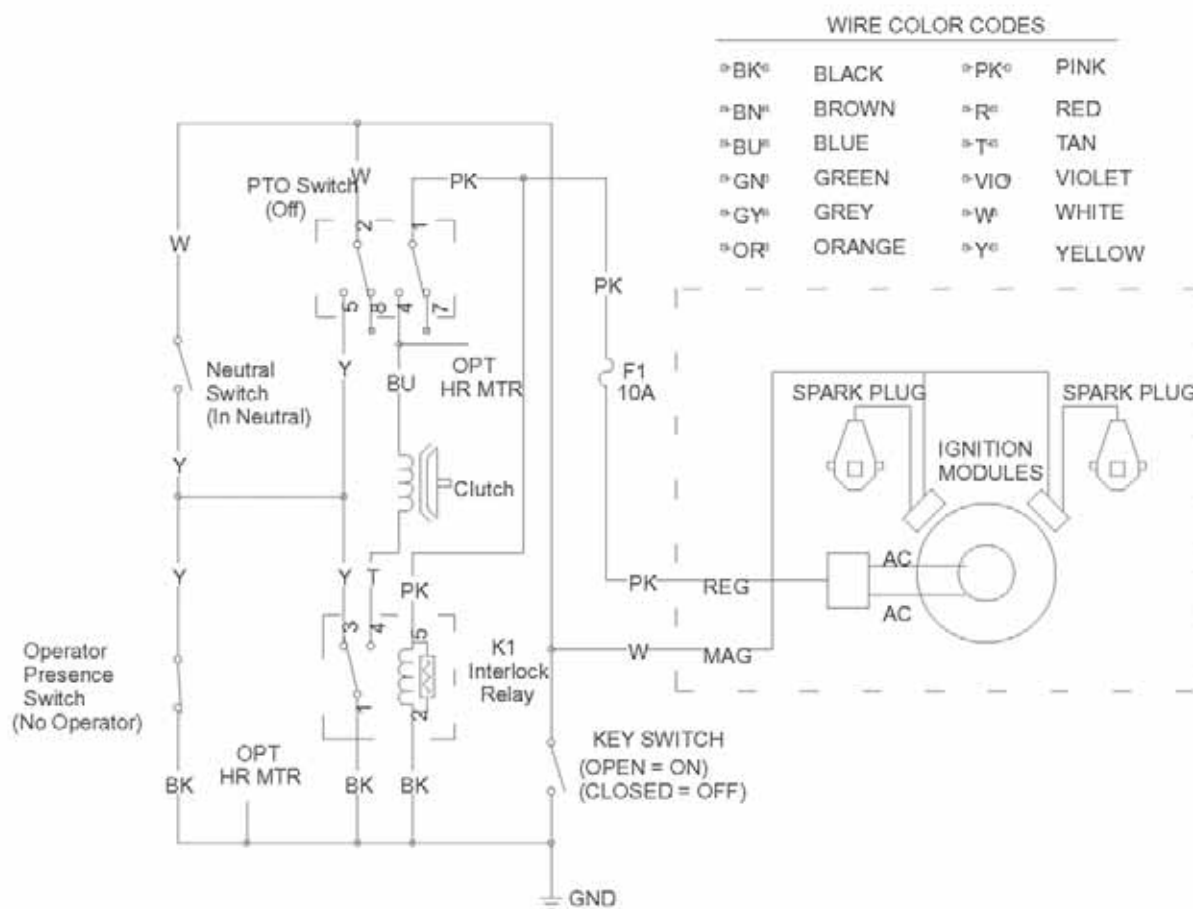 WIRE COLOR CODES
BK BLACK PK PINK
BN BROWN R RED
BU BLUE T TAN
GN GREEN VIO VIOLET
GY GREY W WHITE
OR ORANGE Y YELLOW
W
PTO Switch
(Off)
PK
2
1
W
5
8
4
7
PK
Neutral
Switch
(In Neutral)
Y
BU
OPT
HR MTR
F1
10A
SPARK PLUG
SPARK PLUG
IGNITION
MODULES
Y
Clutch
Y
Y
T
PK
PK
REG
AC
AC
3
4
5
Operator
Presence
Switch
(No Operator)
K1
Interlock
Relay
W
MAG
1
2
OPT
HR MTR
KEY SWITCH
(OPEN = ON)
(CLOSED = OFF)
BK
BK
BK
GND